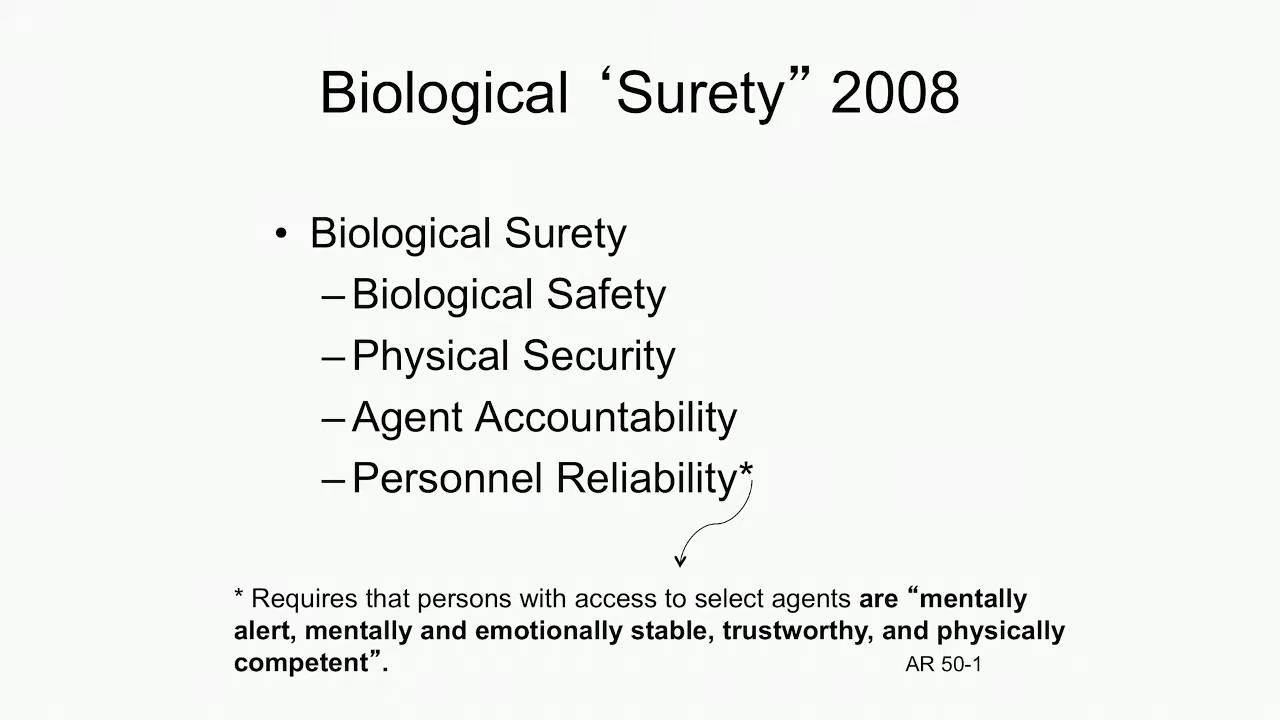 Biological ‘Surety” 2008
• Biological Surety
– Biological Safety
– Physical Security
– Agent Accountability
– Personnel Reliability*
* Requires that persons with access to select agents are “mentally
alert, mentally and emotionally stable, trustworthy, and physically
competent”. AR 50-1